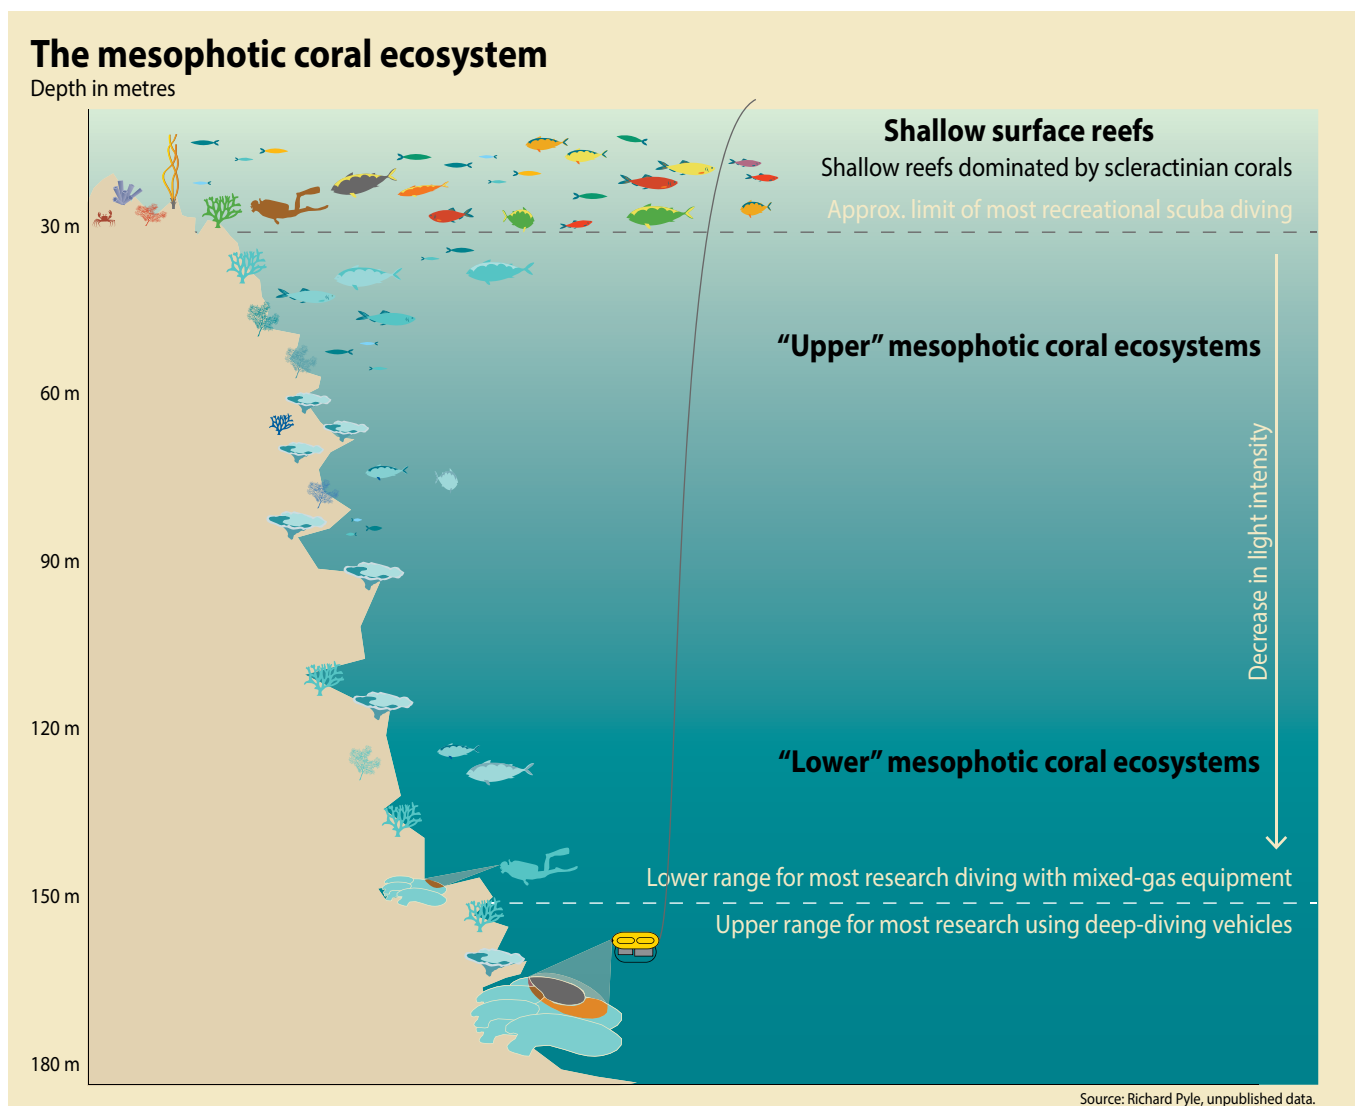 The mesophotic coral ecosystem
Depth in metres
Shallow surface reefs
Shallow reefs dominated by scleractinian corals
Approx. limit of most recreational scuba diving
30 m
“Upper” mesophotic coral ecosystems
60 m
Decrease in light intensity
90 m
120 m
“Lower” mesophotic coral ecosystems
Lower range for most research diving with mixed-gas equipment
150 m
Upper range for most research using deep-diving vehicles
180 m
Source: Richard Pyle, unpublished data.